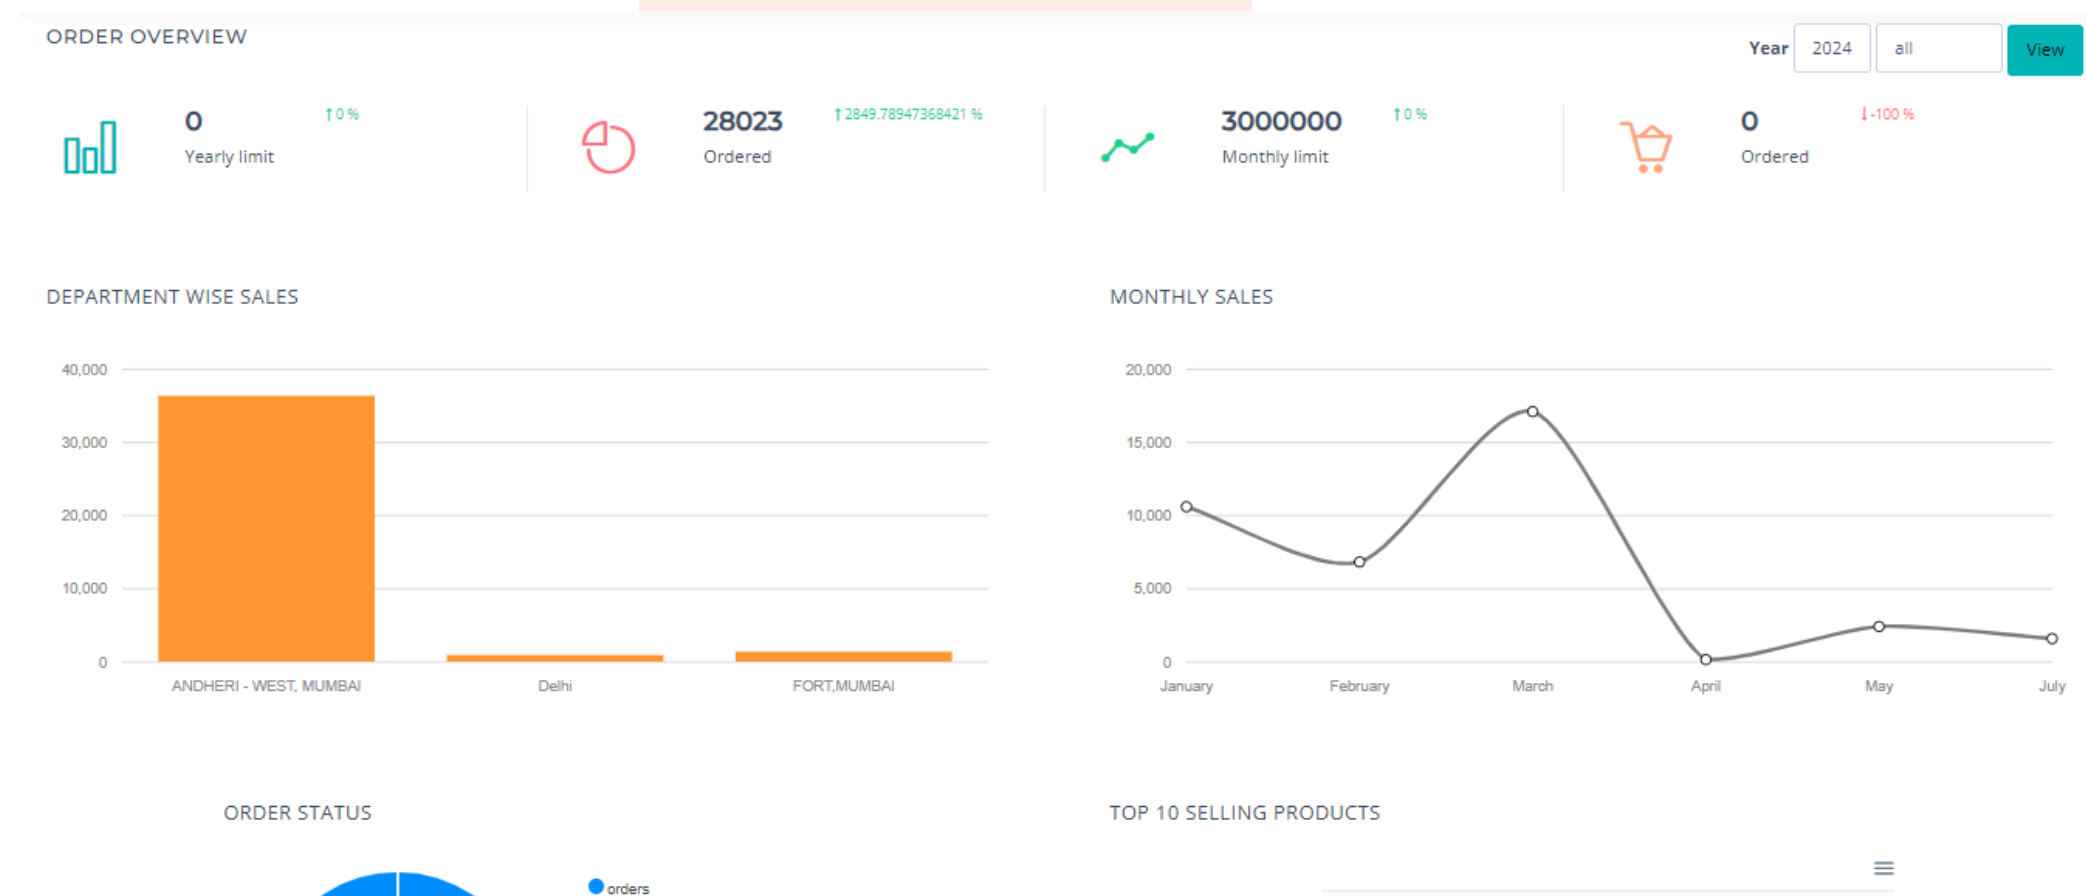 ORDER OVERVIEW
Year 2024 all View
0 ↑ 0 %
Yearly limit
28023 ↑ 2849.78947368421 %
Ordered
3000000 ↑ 0 %
Monthly limit
0 ↓ -100 %
Ordered
DEPARTMENT WISE SALES
40,000
30,000
20,000
10,000
0
ANDHERI - WEST, MUMBAI Delhi FORT,MUMBAI
MONTHLY SALES
20,000
15,000
10,000
5,000
0
January February March April May July
ORDER STATUS
orders
TOP 10 SELLING PRODUCTS